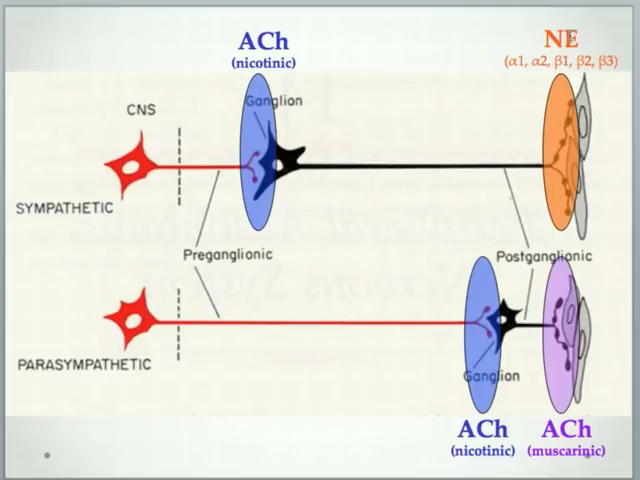 ACh
(nicotinic)
NE
(α1, α2, β1, β2, β3)
Ganglion
CNS
SYMPATHETIC
Preganglionic
Postganglionic
PARASYMPATHETIC
Ganglion
ACh
(nicotinic)
ACh
(muscarinic)